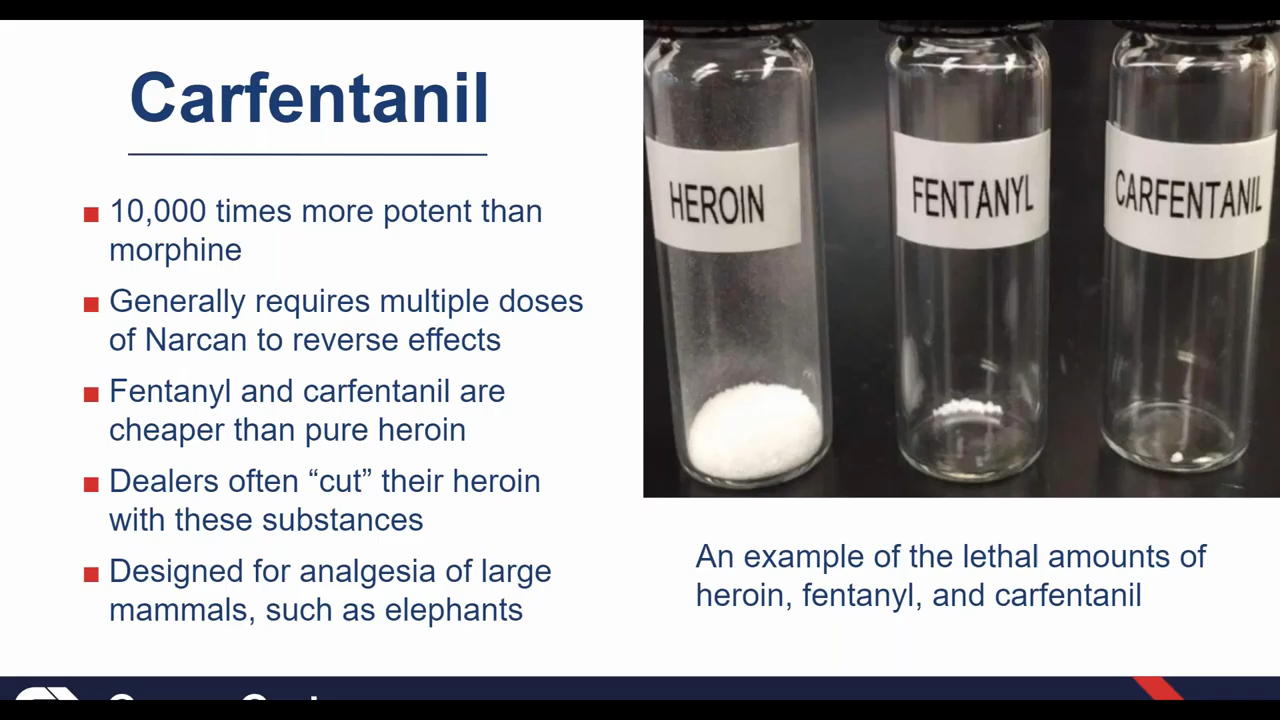 Carfentanil
10,000 times more potent than
morphine
Generally requires multiple doses
of Narcan to reverse effects
Fentanyl and carfentanil are
cheaper than pure heroin
Dealers often “cut” their heroin
with these substances
Designed for analgesia of large
mammals, such as elephants
HEROIN
FENTANYL
CARFENTANIL
An example of the lethal amounts of
heroin, fentanyl, and carfentanil